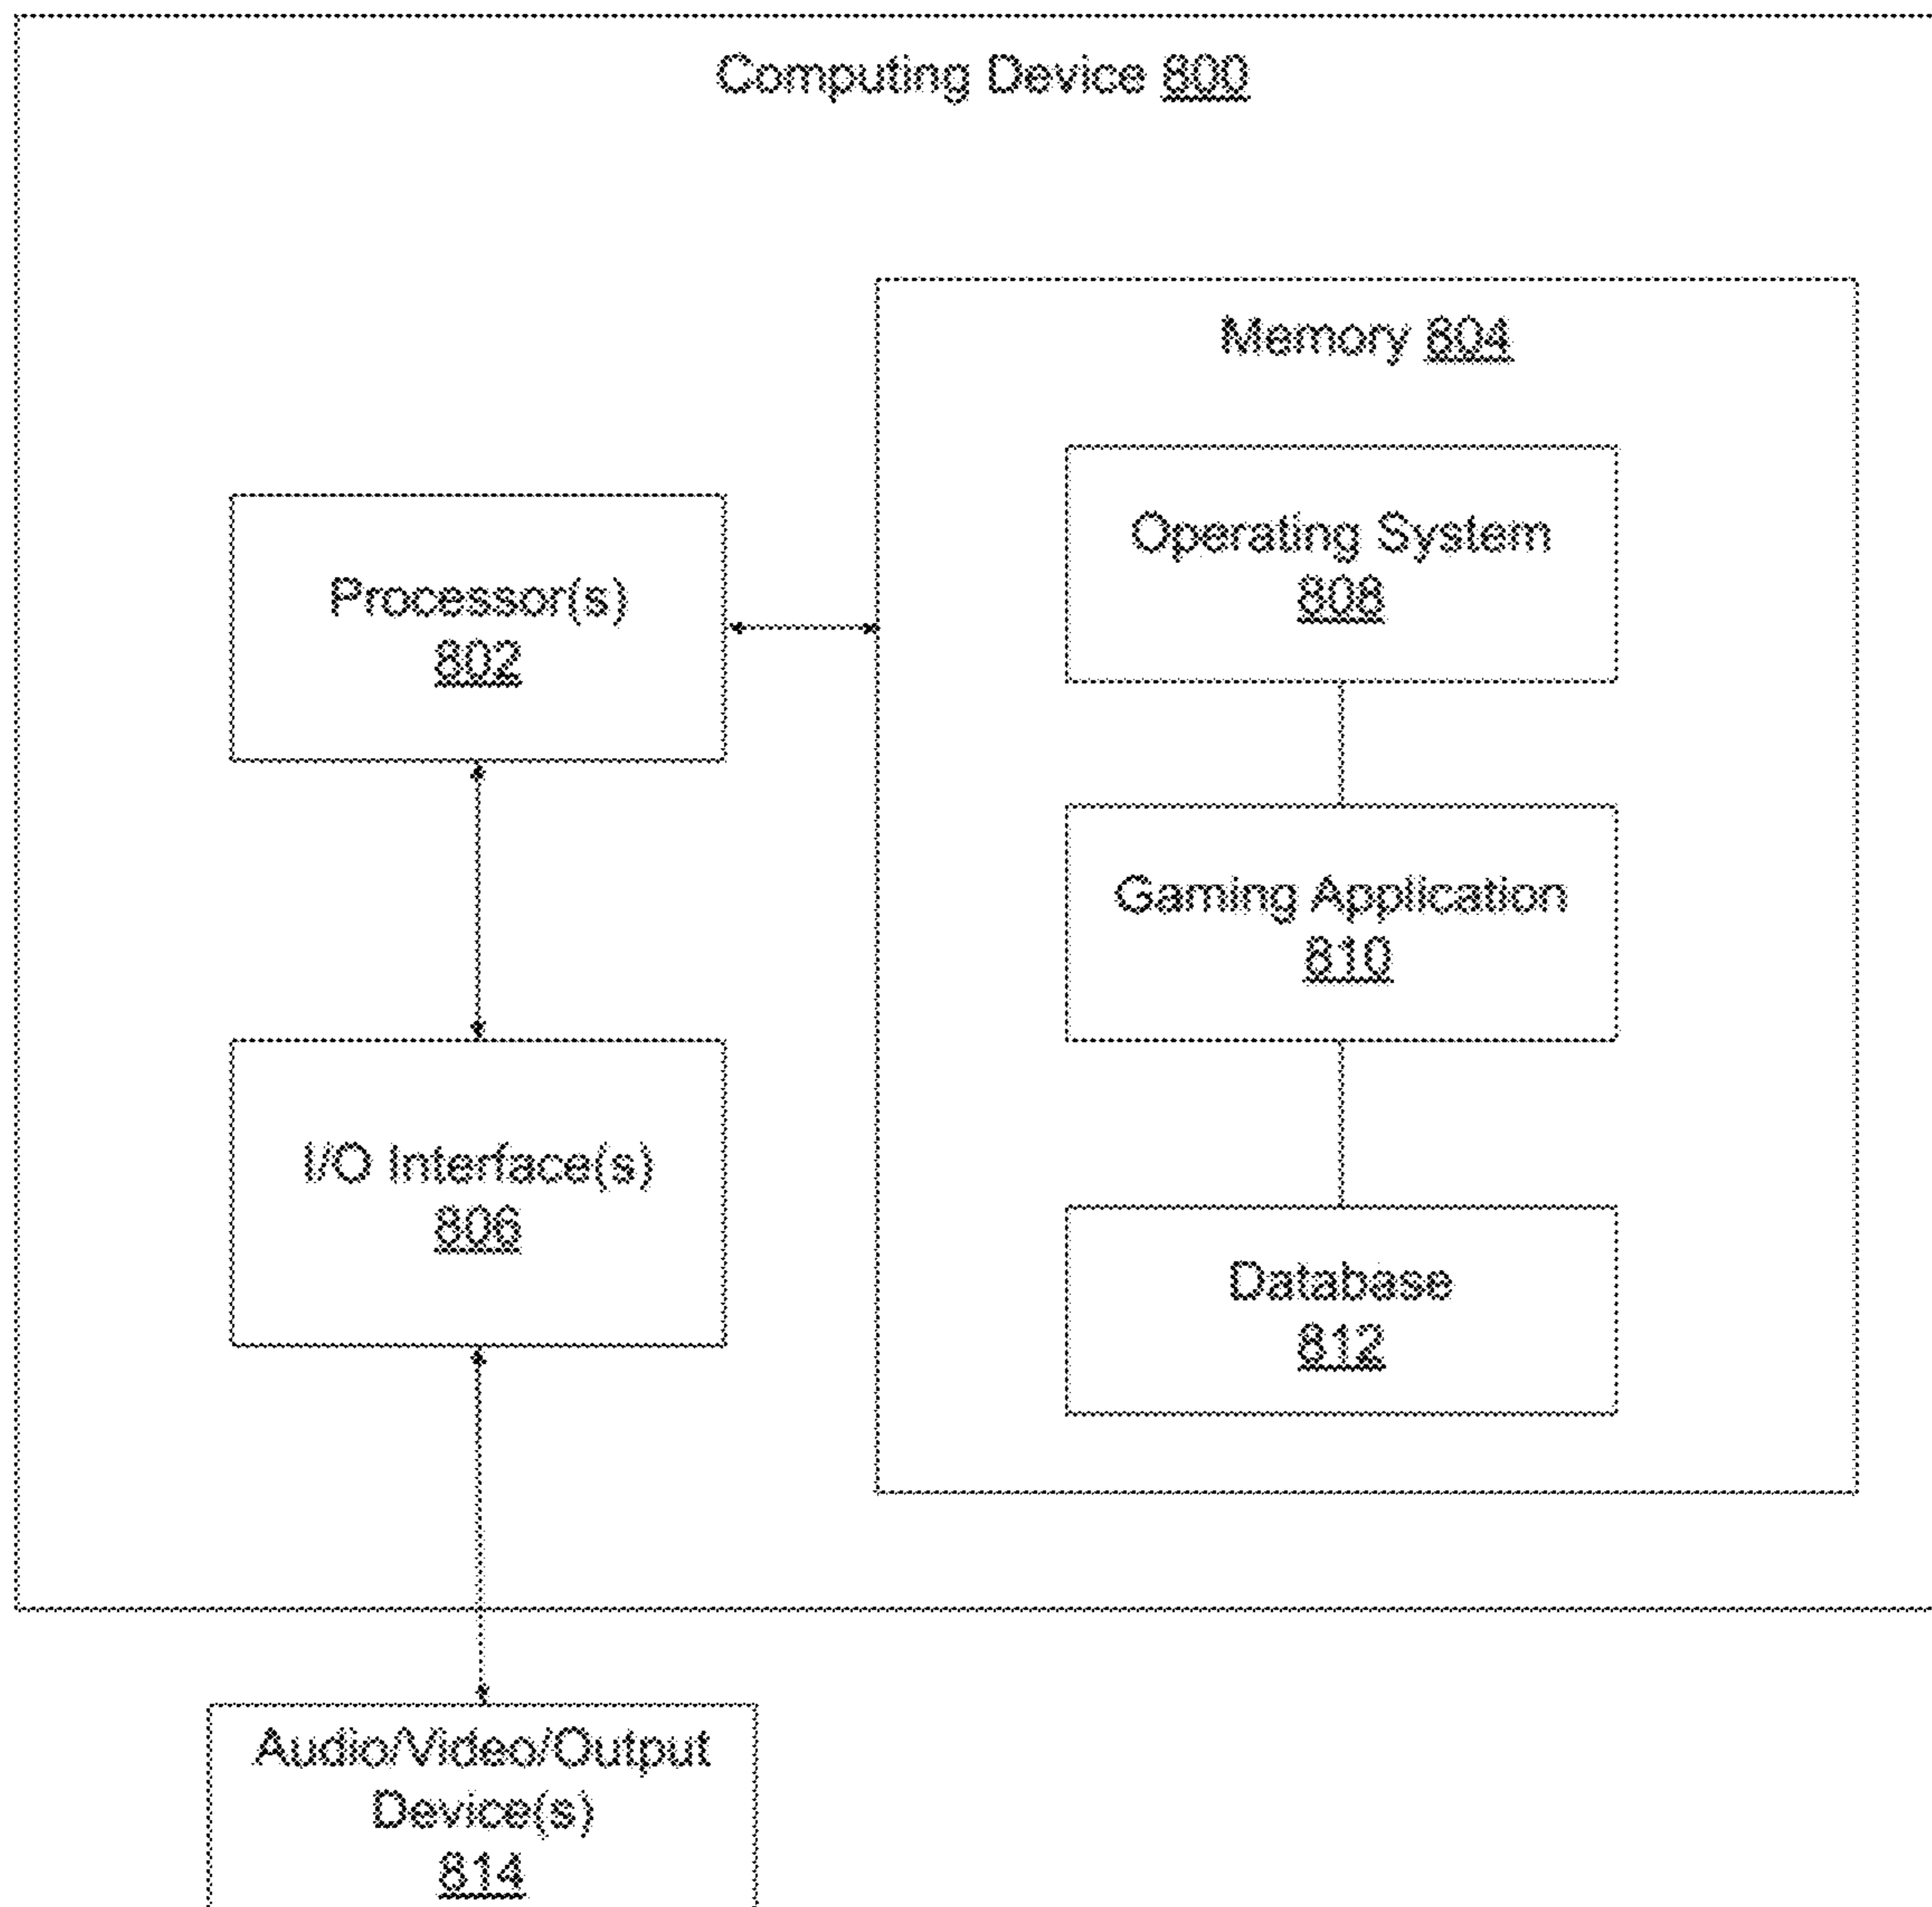 Computing Device 800
Memory 804
Operating System
808
Processor(s)
802
Gaming Application
810
I/O Interface(s)
806
Database
812
Audio/Video/Output
Device(s)
814